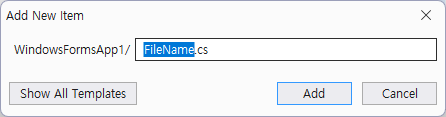 Add New Item
WindowsFormsApp1/ FileName.cs
Show All Templates Add Cancel